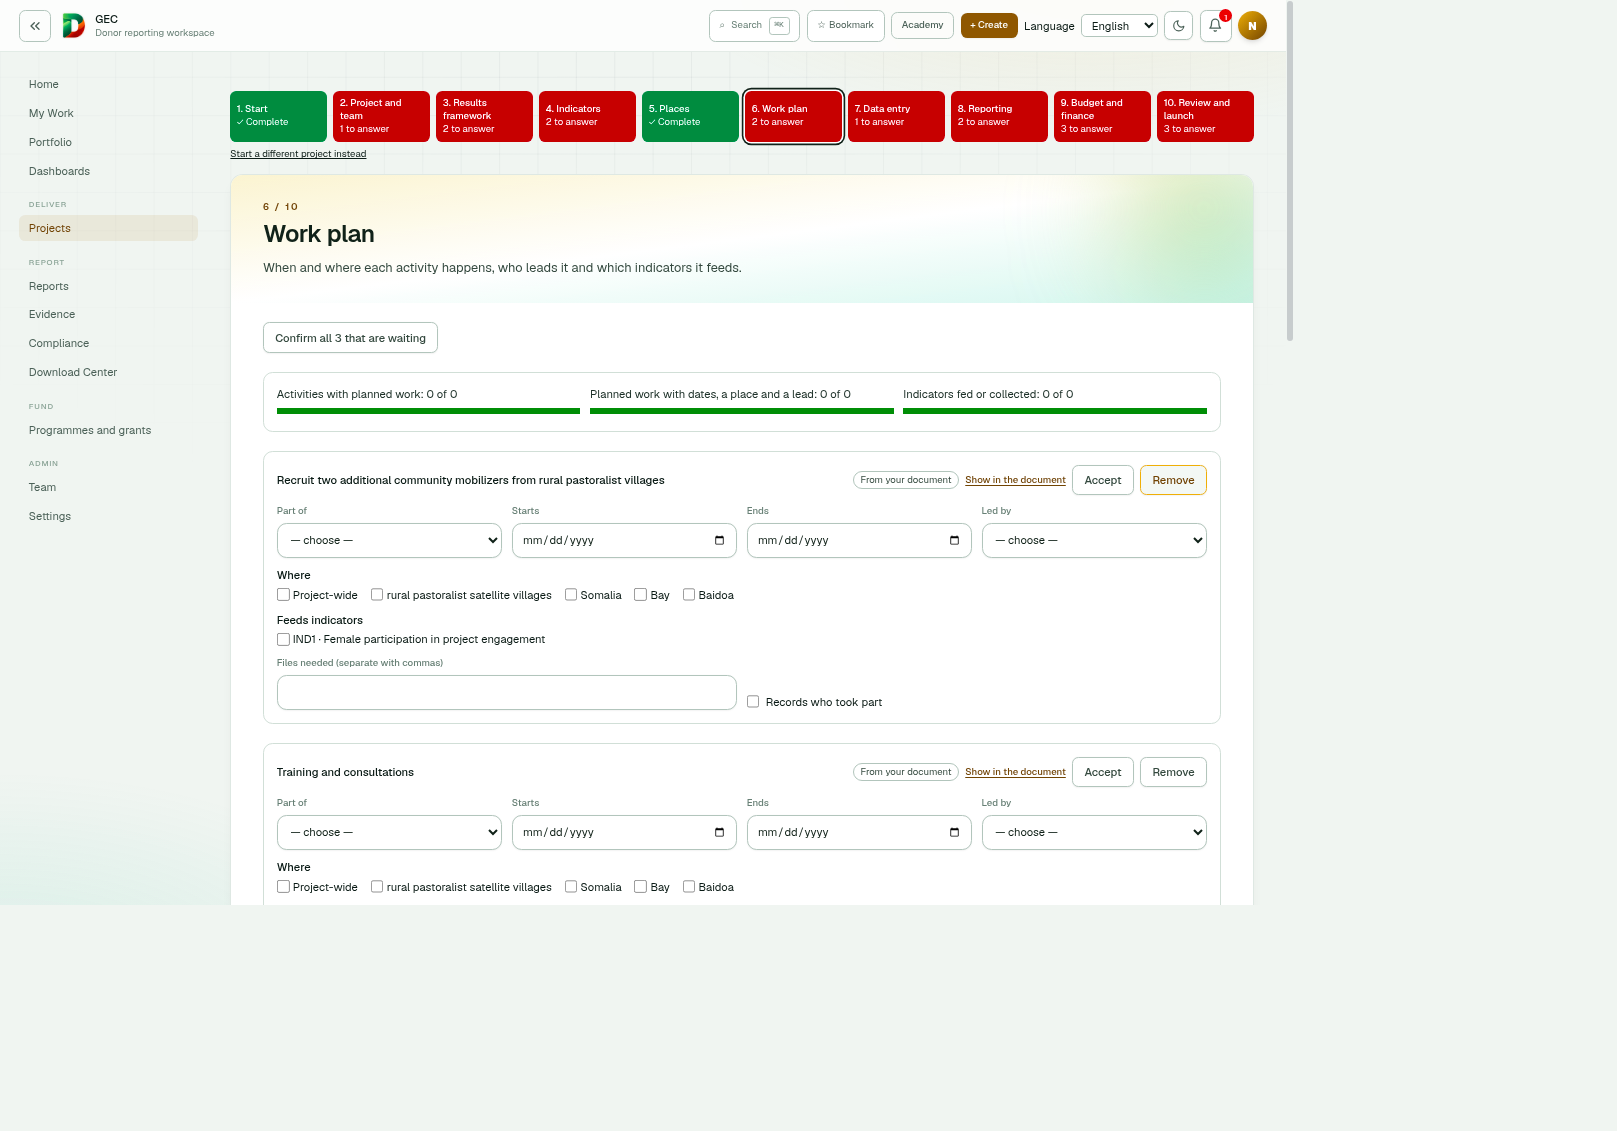 GEC
Donor reporting workspace
Search ⌘K
☆ Bookmark
Academy
+ Create
Language
English
1
N
Home
My Work
Portfolio
Dashboards
DELIVER
Projects
REPORT
Reports
Evidence
Compliance
Download Center
FUND
Programmes and grants
ADMIN
Team
Settings
1. Start
✓ Complete
2. Project and team
1 to answer
3. Results framework
2 to answer
4. Indicators
2 to answer
5. Places
✓ Complete
6. Work plan
2 to answer
7. Data entry
1 to answer
8. Reporting
2 to answer
9. Budget and finance
3 to answer
10. Review and launch
3 to answer
Start a different project instead
6 / 10
Work plan
When and where each activity happens, who leads it and which indicators it feeds.
Confirm all 3 that are waiting
Activities with planned work: 0 of 0
Planned work with dates, a place and a lead: 0 of 0
Indicators fed or collected: 0 of 0
Recruit two additional community mobilizers from rural pastoralist villages
From your document
Show in the document
Accept
Remove
Part of
Starts
Ends
Led by
— choose —
mm/dd/yyyy
mm/dd/yyyy
— choose —
Where
Project-wide
rural pastoralist satellite villages
Somalia
Bay
Baidoa
Feeds indicators
IND1 · Female participation in project engagement
Files needed (separate with commas)
Records who took part
Training and consultations
From your document
Show in the document
Accept
Remove
Part of
Starts
Ends
Led by
— choose —
mm/dd/yyyy
mm/dd/yyyy
— choose —
Where
Project-wide
rural pastoralist satellite villages
Somalia
Bay
Baidoa